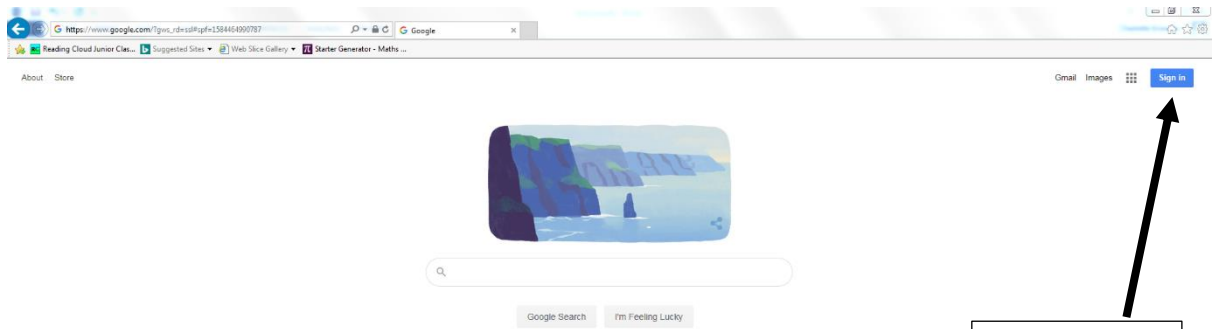 https://www.google.com/?gws_rd=ssl#spf=1584464990787
Google
Reading Cloud Junior Clas...
Suggested Sites
Web Slice Gallery
Starter Generator - Maths ...
About Store
Gmail Images Sign in
Google Search I'm Feeling Lucky